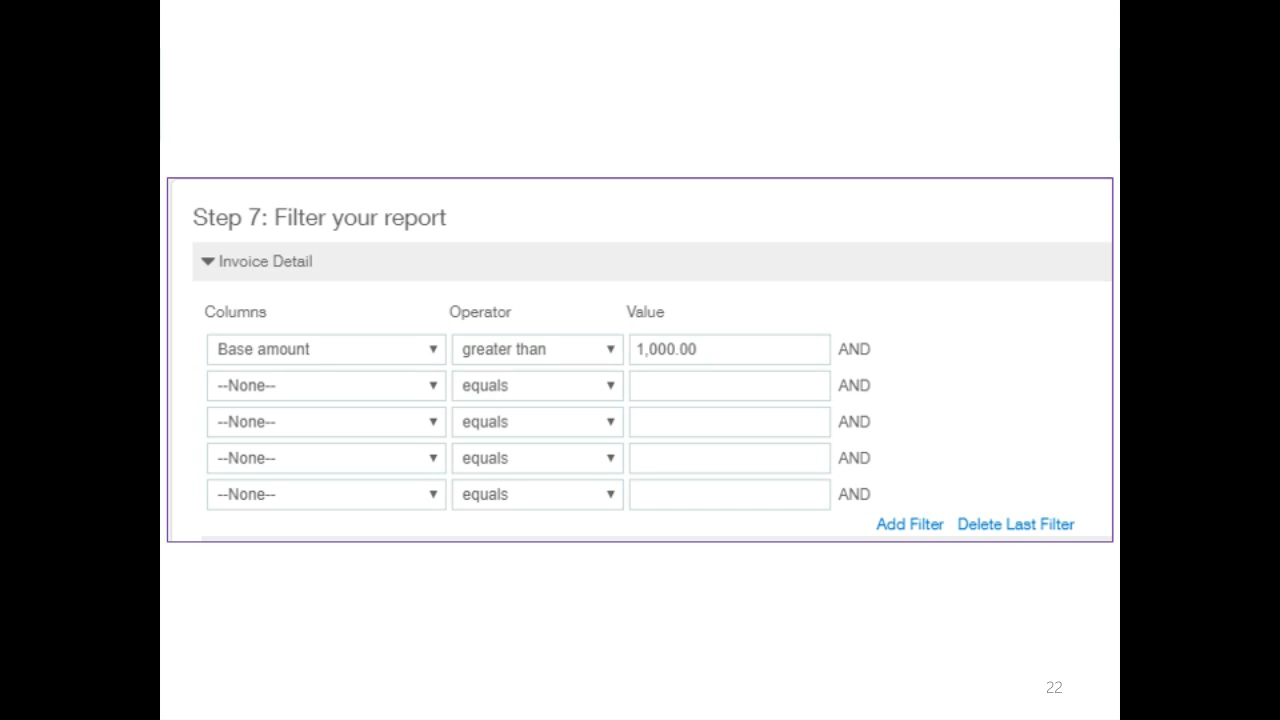 Step 7: Filter your report
Invoice Detail
Columns Operator Value
Base amount greater than 1,000.00 AND
--None-- equals AND
--None-- equals AND
--None-- equals AND
--None-- equals AND
Add Filter Delete Last Filter
22